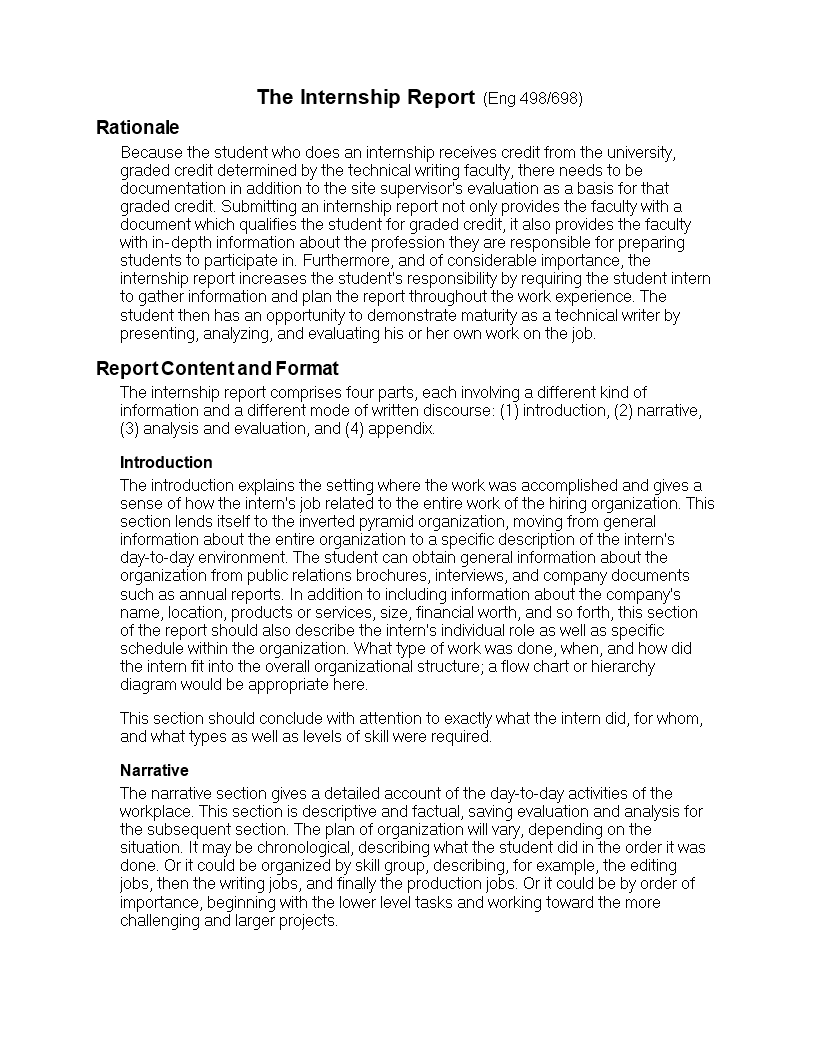 The Internship Report (Eng 498/698)
Rationale
Because the student who does an internship receives credit from the university,
graded credit determined by the technical writing faculty, there needs to be
documentation in addition to the site supervisor's evaluation as a basis for that
graded credit. Submitting an internship report not only provides the faculty with a
document which qualifies the student for graded credit, it also provides the faculty
with in-depth information about the profession they are responsible for preparing
students to participate in. Furthermore, and of considerable importance, the
internship report increases the student's responsibility by requiring the student intern
to gather information and plan the report throughout the work experience. The
student then has an opportunity to demonstrate maturity as a technical writer by
presenting, analyzing, and evaluating his or her own work on the job.
Report Content and Format
The internship report comprises four parts, each involving a different kind of
information and a different mode of written discourse: (1) introduction, (2) narrative,
(3) analysis and evaluation, and (4) appendix.
Introduction
The introduction explains the setting where the work was accomplished and gives a
sense of how the intern's job related to the entire work of the hiring organization. This
section lends itself to the inverted pyramid organization, moving from general
information about the entire organization to a specific description of the intern's
day-to-day environment. The student can obtain general information about the
organization from public relations brochures, interviews, and company documents
such as annual reports. In addition to including information about the company's
name, location, products or services, size, financial worth, and so forth, this section
of the report should also describe the intern's individual role as well as specific
schedule within the organization. What type of work was done, when, and how did
the intern fit into the overall organizational structure; a flow chart or hierarchy
diagram would be appropriate here.
This section should conclude with attention to exactly what the intern did, for whom,
and what types as well as levels of skill were required.
Narrative
The narrative section gives a detailed account of the day-to-day activities of the
workplace. This section is descriptive and factual, saving evaluation and analysis for
the subsequent section. The plan of organization will vary, depending on the
situation. It may be chronological, describing what the student did in the order it was
done. Or it could be organized by skill group, describing, for example, the editing
jobs, then the writing jobs, and finally the production jobs. Or it could be by order of
importance, beginning with the lower level tasks and working toward the more
challenging and larger projects.